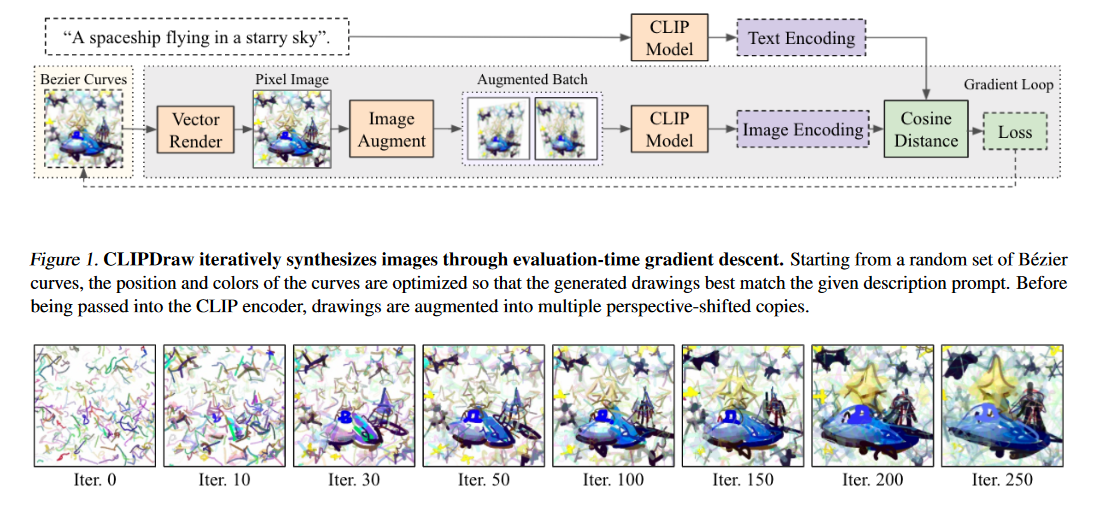 “A spaceship flying in a starry sky”.
CLIP
Model
Text Encoding
Bezier Curves
Pixel Image
Augmented Batch
Gradient Loop
Vector
Render
Image
Augment
CLIP
Model
Image Encoding
Cosine
Distance
Loss
Figure 1. CLIPDraw iteratively synthesizes images through evaluation-time gradient descent. Starting from a random set of Bézier
curves, the position and colors of the curves are optimized so that the generated drawings best match the given description prompt. Before
being passed into the CLIP encoder, drawings are augmented into multiple perspective-shifted copies.
Iter. 0
Iter. 10
Iter. 30
Iter. 50
Iter. 100
Iter. 150
Iter. 200
Iter. 250